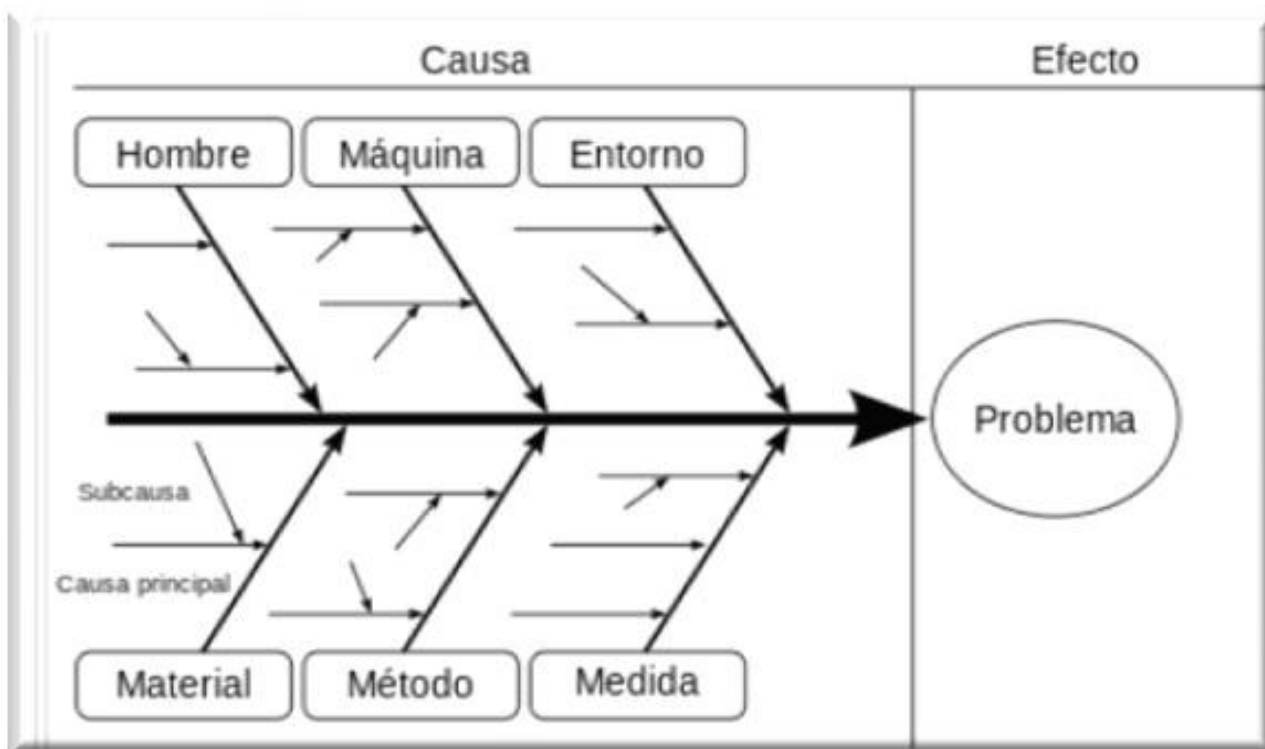 Causa
Efecto
Hombre
Máquina
Entorno
Problema
Subcausa
Causa principal
Material
Método
Medida